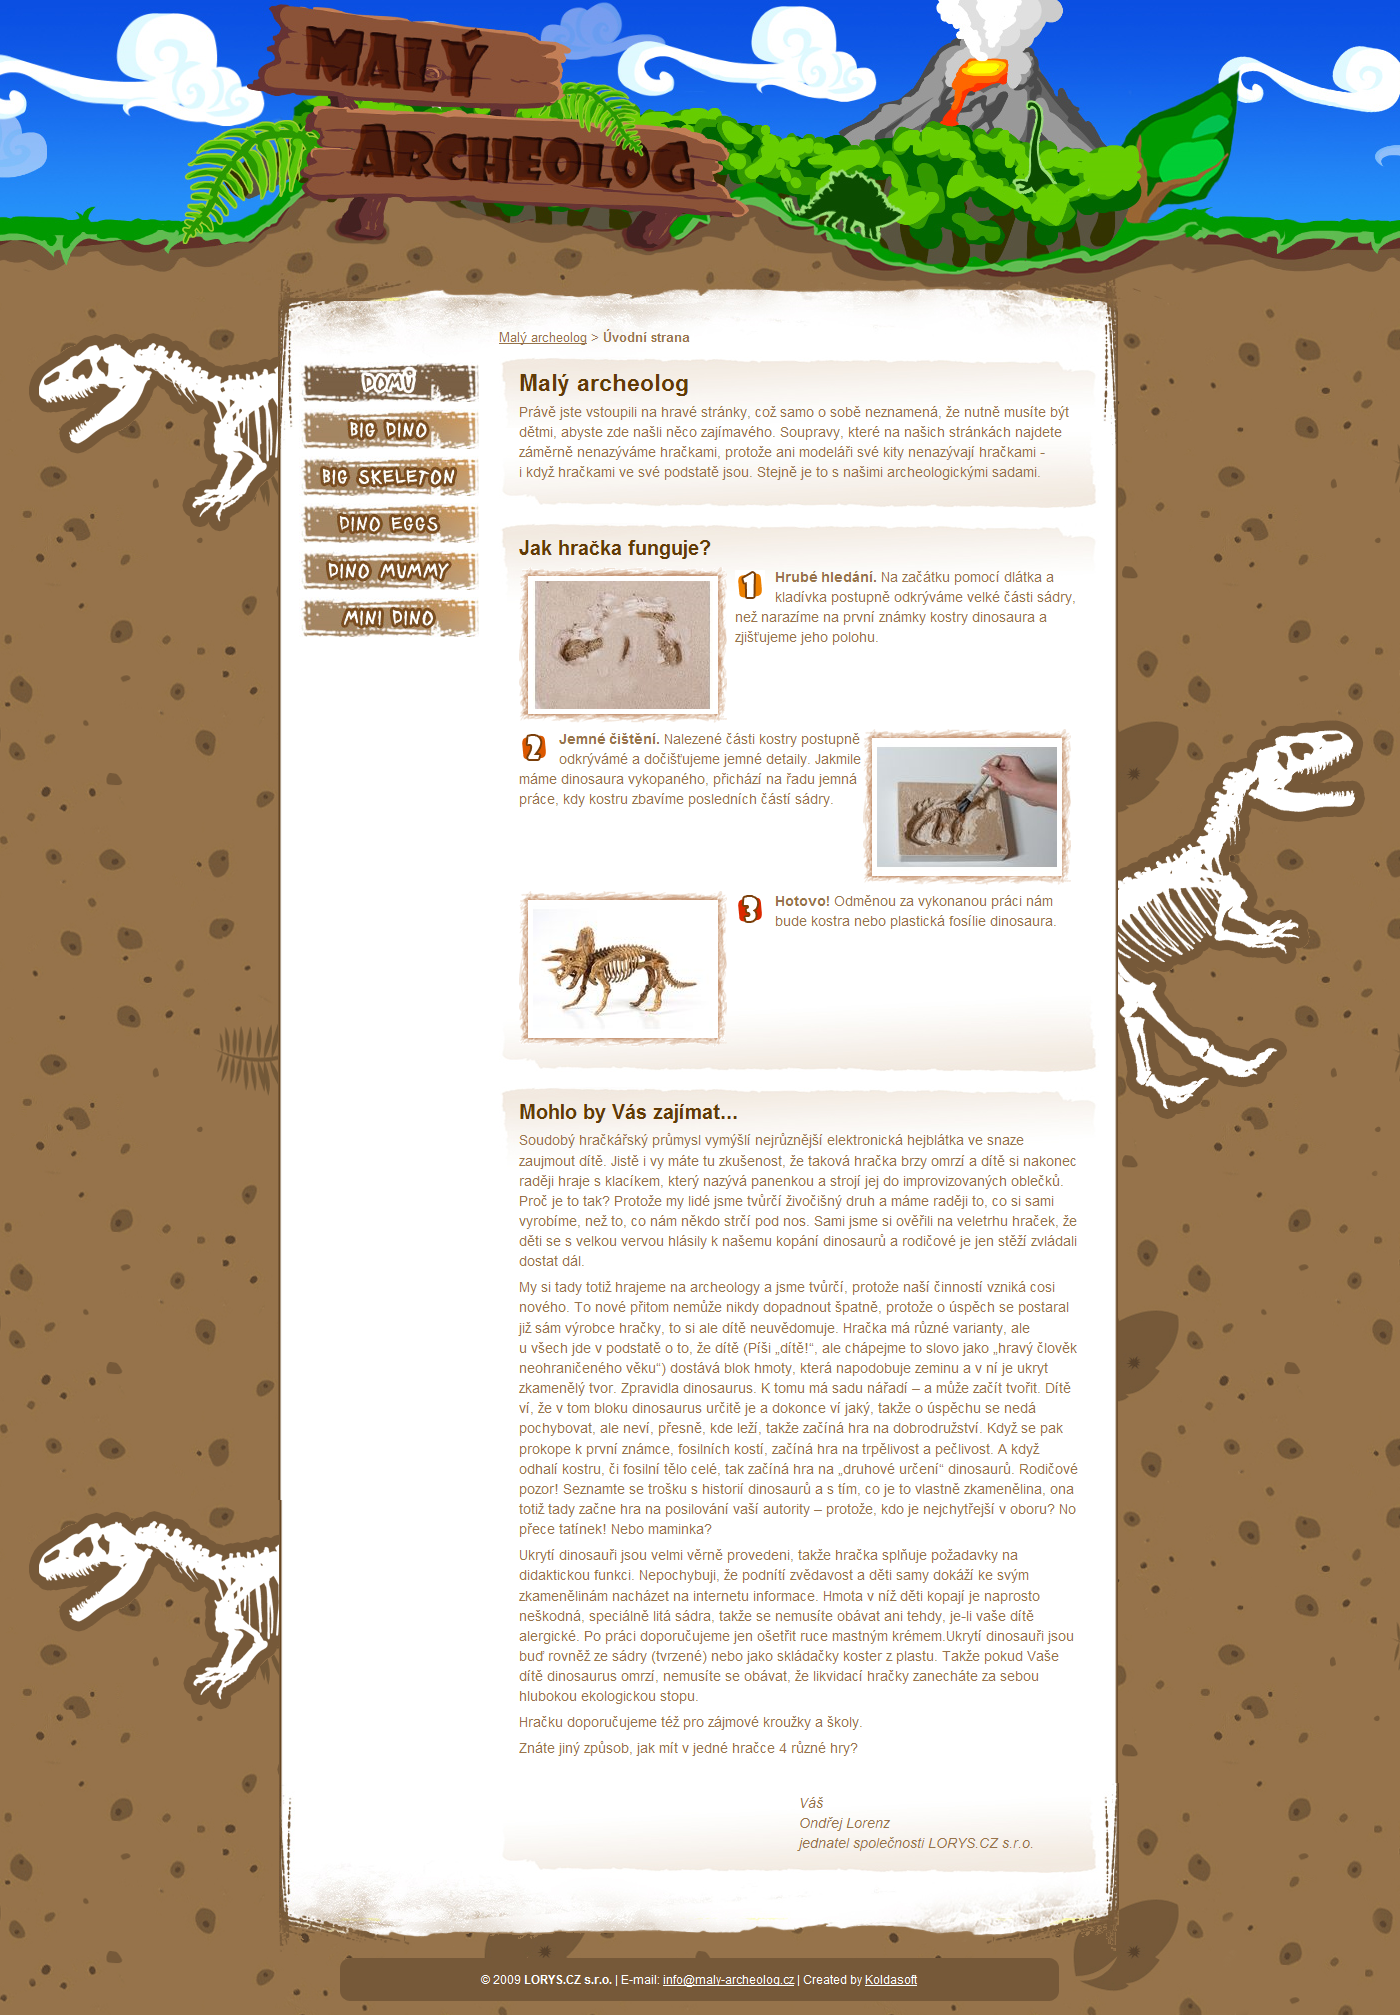 MALÝ
ARCHEOLOG
Malý archeolog > Úvodní strana
DOMŮ
BIG DINO
BIG SKELETON
DINO EGGS
DINO MUMMY
MINI DINO
Malý archeolog
Právě jste vstoupili na hravé stránky, což samo o sobě neznamená, že nutně musíte být
dětmi, abyste zde našli něco zajímavého. Soupravy, které na našich stránkách najdete
záměrně nenazýváme hračkami, protože ani modeláři své kity nenazývají hračkami -
i když hračkami ve své podstatě jsou. Stejně je to s našimi archeologickými sadami.
Jak hračka funguje?
1 Hrubé hledání. Na začátku pomocí dlátka a
kladívka postupně odkrýváme velké části sádry,
než narazíme na první známky kostry dinosaura a
zjišťujeme jeho polohu.
2 Jemné čištění. Nalezené části kostry postupně
odkrývámé a dočišťujeme jemné detaily. Jakmile
máme dinosaura vykopaného, přichází na řadu jemná
práce, kdy kostru zbavíme posledních částí sádry.
3 Hotovo! Odměnou za vykonanou práci nám
bude kostra nebo plastická fosílie dinosaura.
Mohlo by Vás zajímat...
Soudobý hračkářský průmysl vymýšlí nejrůznější elektronická hejblátka ve snaze
zaujmout dítě. Jistě i vy máte tu zkušenost, že taková hračka brzy omrzí a dítě si nakonec
raději hraje s klacíkem, který nazývá panenkou a strojí jej do improvizovaných oblečků.
Proč je to tak? Protože my lidé jsme tvůrčí živočišný druh a máme raději to, co si sami
vyrobíme, než to, co nám někdo strčí pod nos. Sami jsme si ověřili na veletrhu hraček, že
děti se s velkou vervou hlásily k našemu kopání dinosaurů a rodičové je jen stěží zvládali
dostat dál.
My si tady totiž hrajeme na archeology a jsme tvůrčí, protože naší činností vzniká cosi
nového. To nové přitom nemůže nikdy dopadnout špatně, protože o úspěch se postaral
již sám výrobce hračky, to si ale dítě neuvědomuje. Hračka má různé varianty, ale
u všech jde v podstatě o to, že dítě (Píši „dítě!“, ale chápejme to slovo jako „hravý člověk
neohraničeného věku“) dostává blok hmoty, která napodobuje zeminu a v ní je ukryt
zkamenělý tvor. Zpravidla dinosaurus. K tomu má sadu nářadí – a může začít tvořit. Dítě
ví, že v tom bloku dinosaurus určitě je a dokonce ví jaký, takže o úspěchu se nedá
pochybovat, ale neví, přesně, kde leží, takže začíná hra na dobrodružství. Když se pak
prokope k první známce, fosilních kostí, začíná hra na trpělivost a pečlivost. A když
odhalí kostru, či fosilní tělo celé, tak začíná hra na „druhové určení“ dinosaurů. Rodičové
pozor! Seznamte se trošku s historií dinosaurů a s tím, co je to vlastně zkamenělina, ona
totiž tady začne hra na posilování vaší autority – protože, kdo je nejchytřejší v oboru? No
přece tatínek! Nebo maminka?
Ukrytí dinosauři jsou velmi věrně provedeni, takže hračka splňuje požadavky na
didaktickou funkci. Nepochybuji, že podnítí zvědavost a děti samy dokáží ke svým
zkamenělinám nacházet na internetu informace. Hmota v níž děti kopají je naprosto
neškodná, speciálně litá sádra, takže se nemusíte obávat ani tehdy, je-li vaše dítě
alergické. Po práci doporučujeme jen ošetřit ruce mastným krémem.Ukrytí dinosauři jsou
buď rovněž ze sádry (tvrzené) nebo jako skládačky koster z plastu. Takže pokud Vaše
dítě dinosaurus omrzí, nemusíte se obávat, že likvidací hračky zanecháte za sebou
hlubokou ekologickou stopu.
Hračku doporučujeme též pro zájmové kroužky a školy.
Znáte jiný způsob, jak mít v jedné hračce 4 různé hry?
Váš
Ondřej Lorenz
jednatel společnosti LORYS.CZ s.r.o.
© 2009 LORYS.CZ s.r.o. | E-mail: info@maly-archeolog.cz | Created by Koldasoft